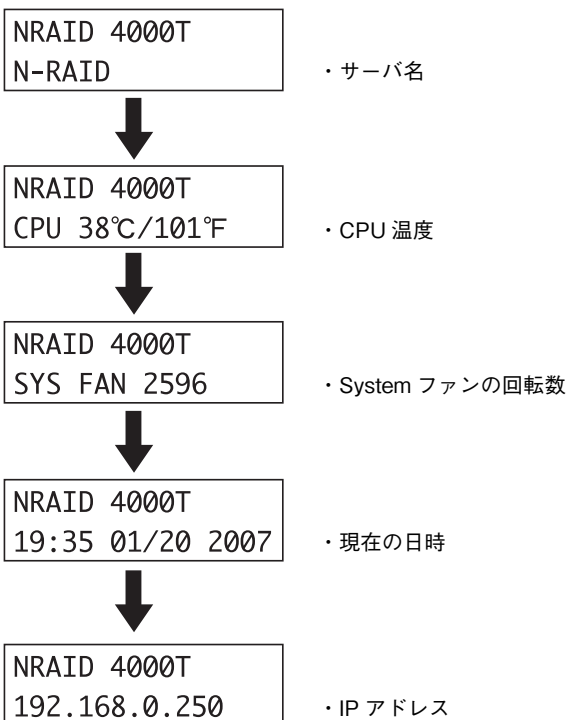 NRAID 4000T
N-RAID
・サーバ名
NRAID 4000T
CPU 38℃/101℉
・CPU 温度
NRAID 4000T
SYS FAN 2596
・System ファンの回転数
NRAID 4000T
19:35 01/20 2007
・現在の日時
NRAID 4000T
192.168.0.250
・IP アドレス